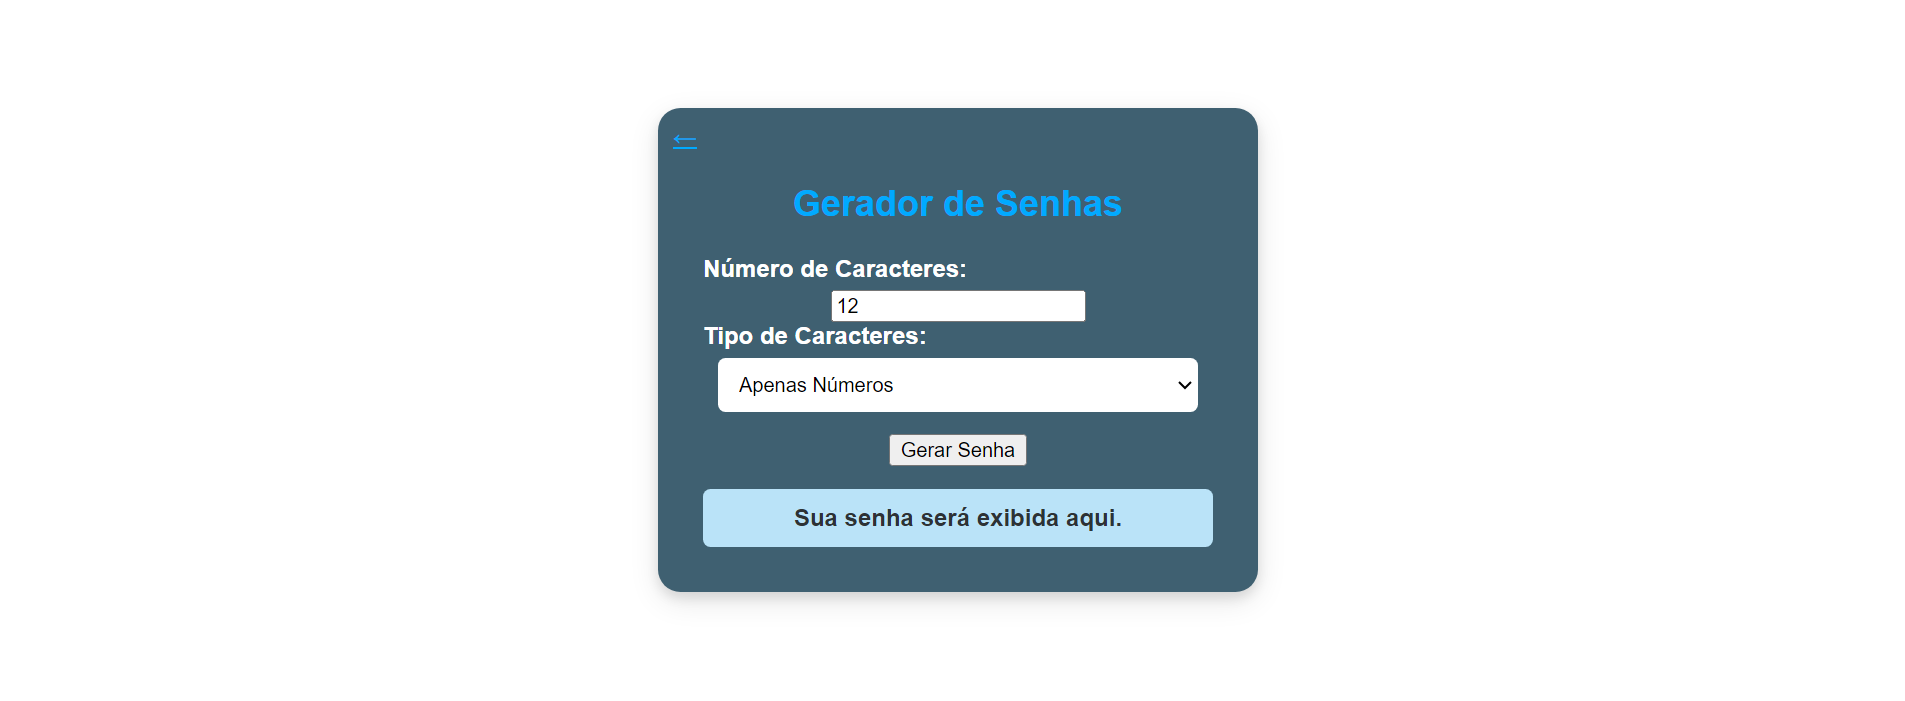 ←
Gerador de Senhas
Número de Caracteres:
12
Tipo de Caracteres:
Apenas Números
Gerar Senha
Sua senha será exibida aqui.